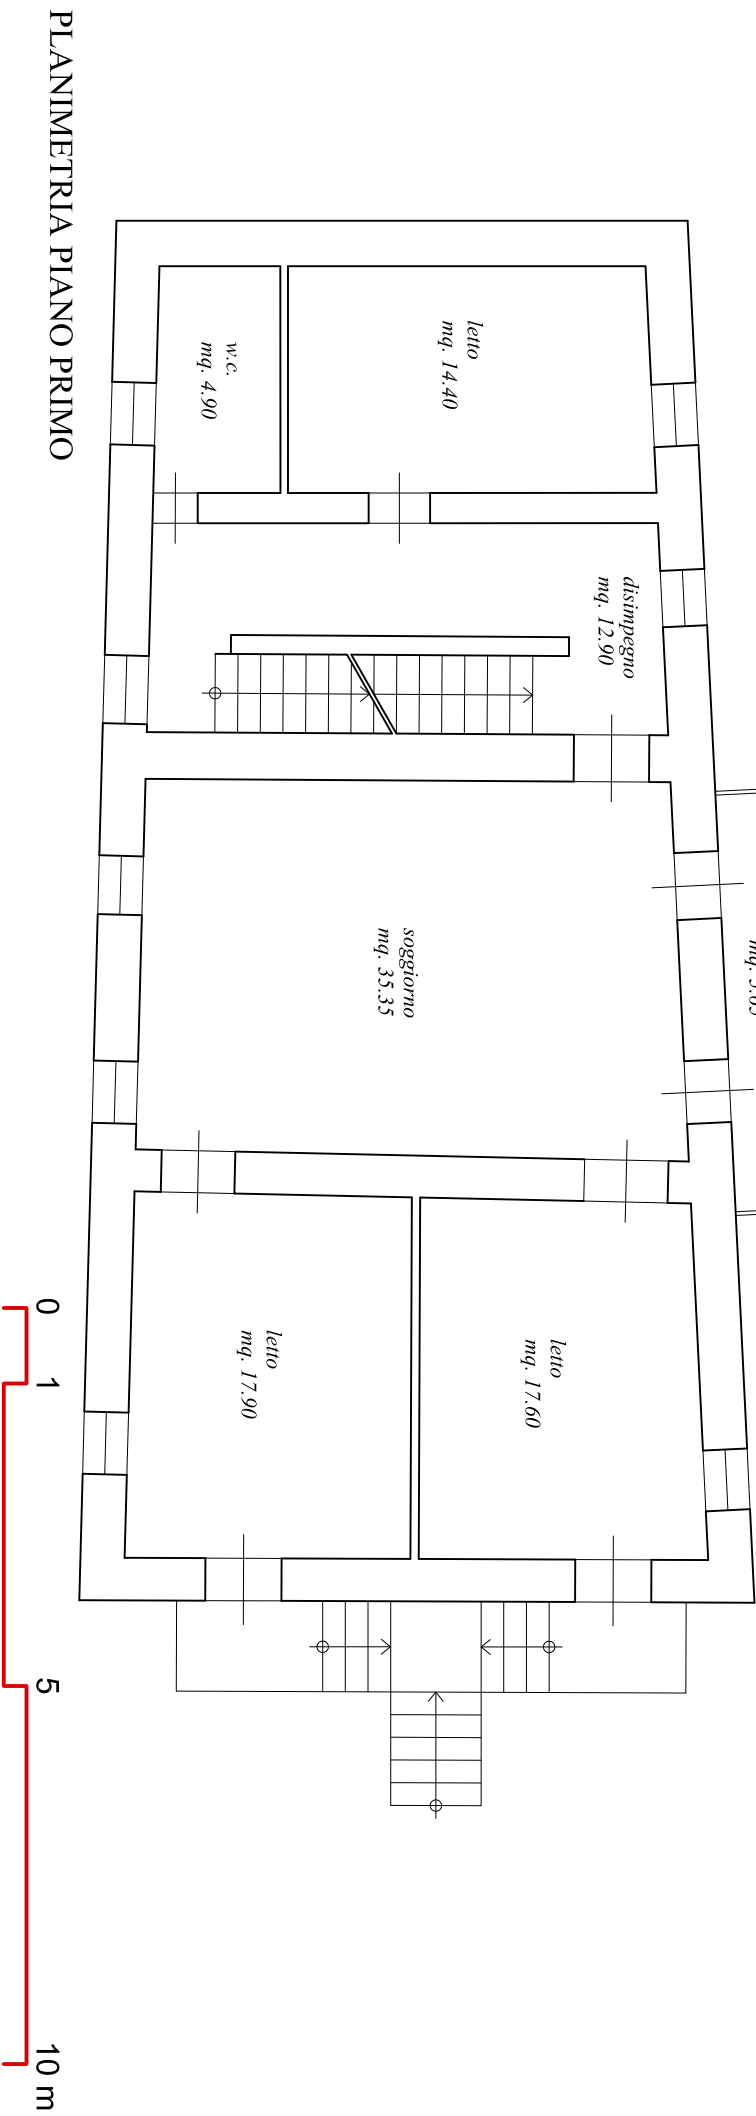 PLANIMETRIA PIANO PRIMO
letto
mq. 14.40
w.c.
mq. 4.90
disimpegno
mq. 12.90
soggiorno
mq. 35.35
letto
mq. 17.60
letto
mq. 17.90
0 1 5 10 m